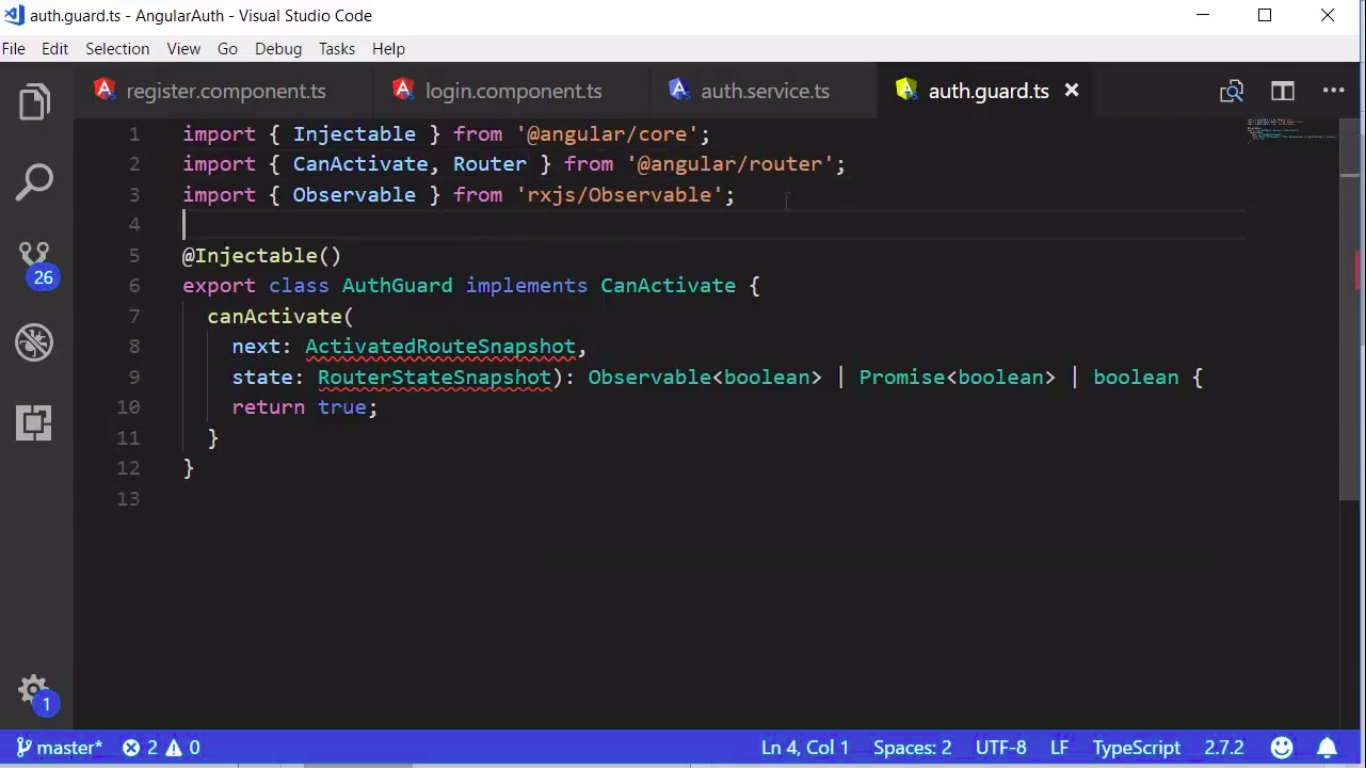 auth.guard.ts - AngularAuth - Visual Studio Code
File Edit Selection View Go Debug Tasks Help
register.component.ts login.component.ts auth.service.ts auth.guard.ts
1 import { Injectable } from '@angular/core';
2 import { CanActivate, Router } from '@angular/router';
3 import { Observable } from 'rxjs/Observable';
4
5 @Injectable()
6 export class AuthGuard implements CanActivate {
7 canActivate(
8 next: ActivatedRouteSnapshot,
9 state: RouterStateSnapshot): Observable<boolean> | Promise<boolean> | boolean {
10 return true;
11 }
12 }
13
26
1
master* 2 0 Ln 4, Col 1 Spaces: 2 UTF-8 LF TypeScript 2.7.2